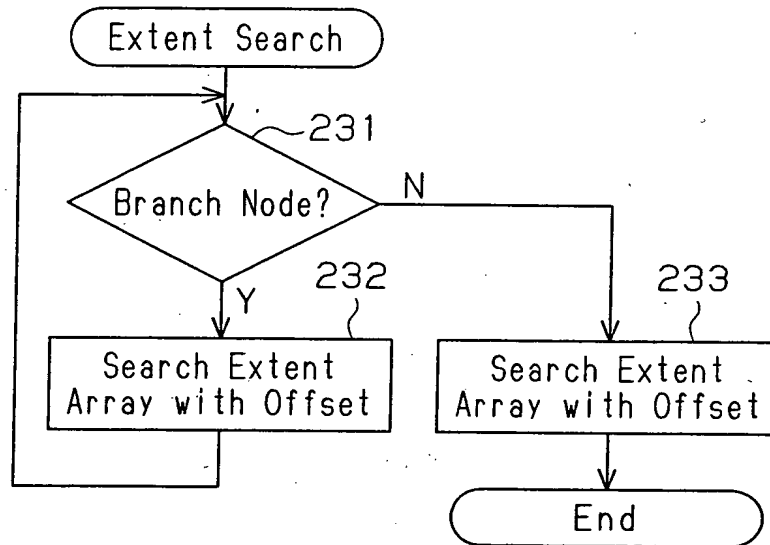 Extent Search
231
Branch Node?
N
Y
232
233
Search Extent
Array with Offset
Search Extent
Array with Offset
End